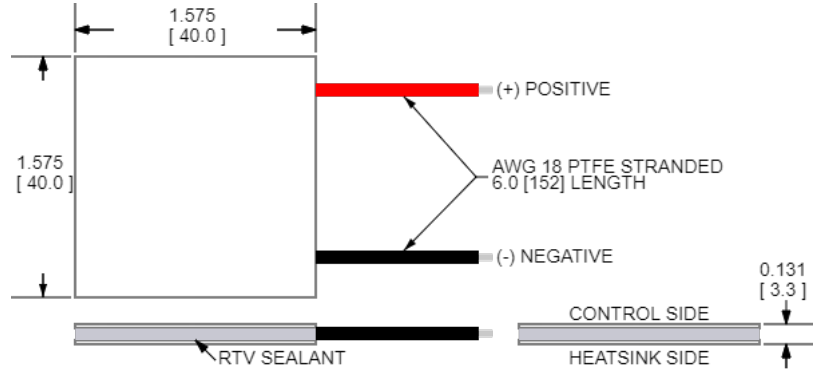 1.575
[ 40.0 ]
(+) POSITIVE
1.575
[ 40.0 ]
AWG 18 PTFE STRANDED
6.0 [152] LENGTH
(-) NEGATIVE
0.131
[ 3.3 ]
CONTROL SIDE
RTV SEALANT
HEATSINK SIDE